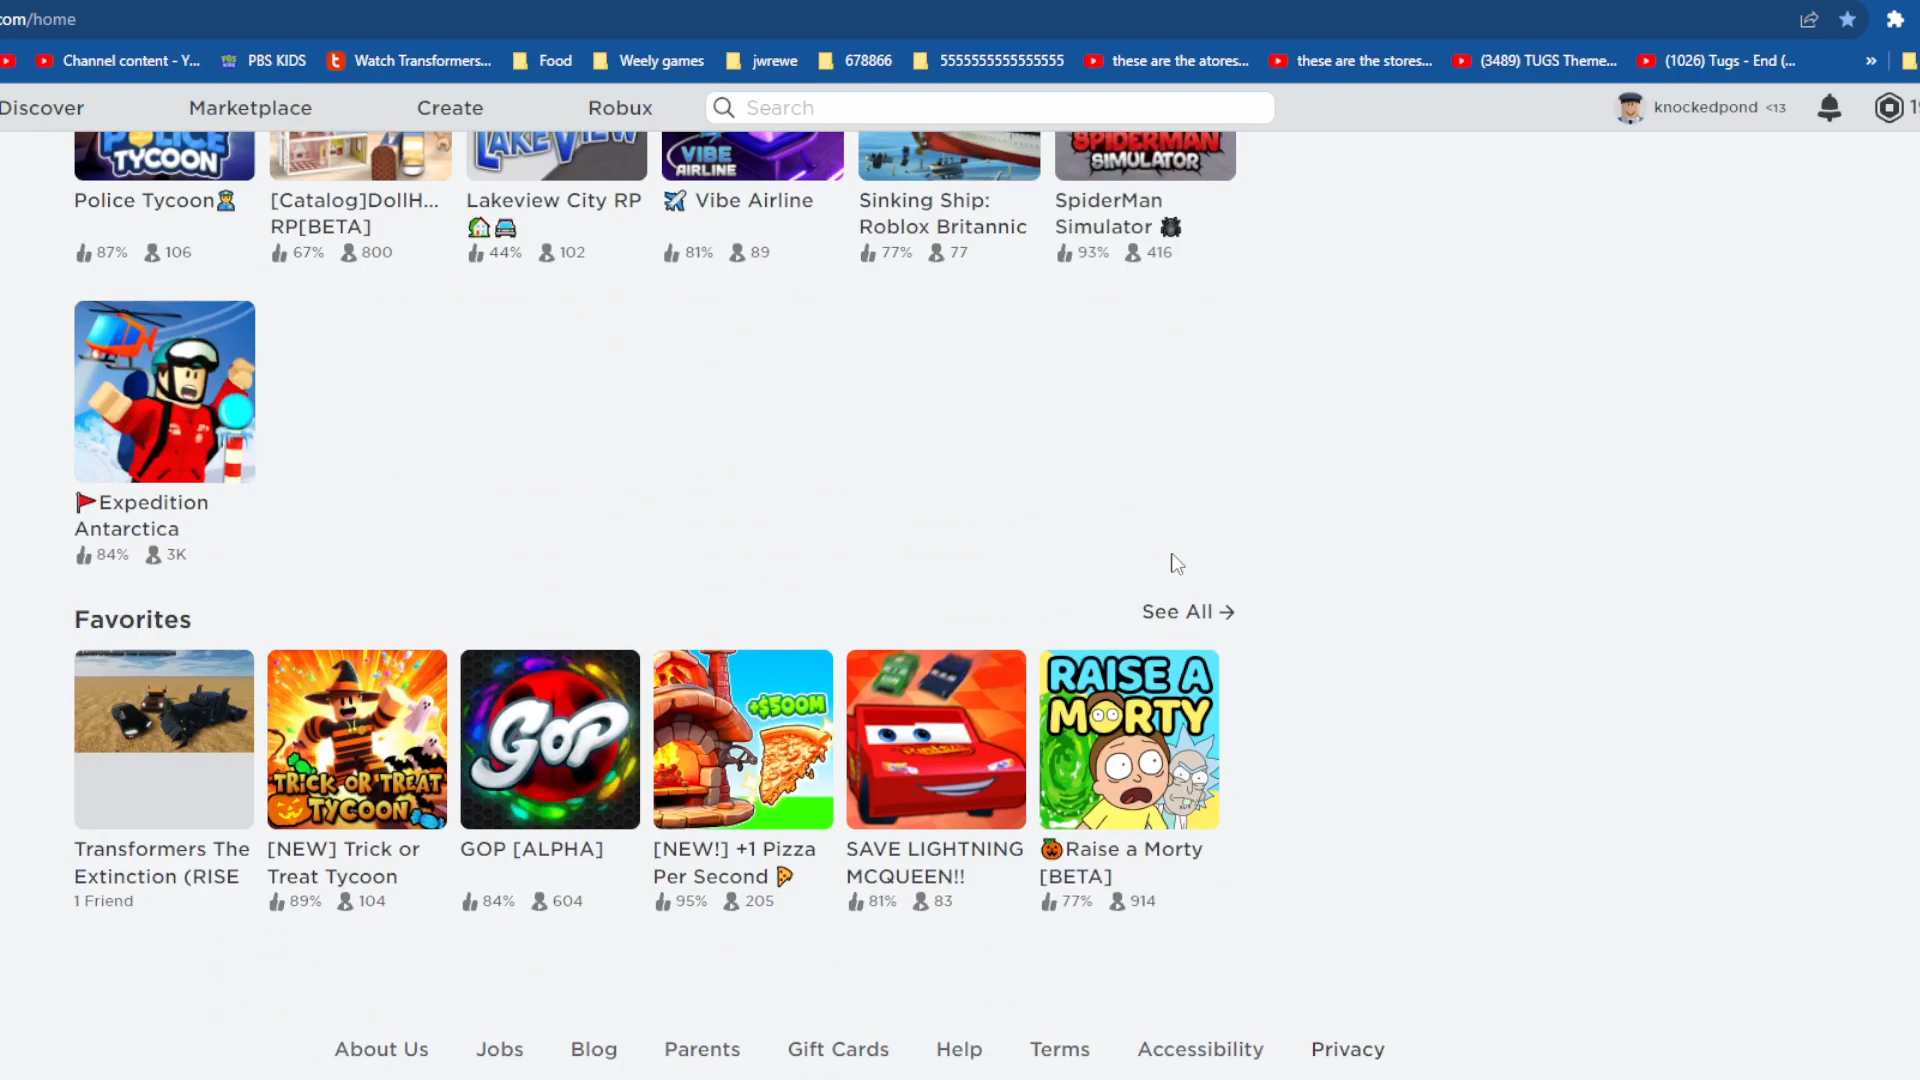 com/home
Channel content - Y...
PBS KIDS
Watch Transformers...
Food
Weely games
jwrewe
678866
5555555555555555
these are the atores...
these are the stores...
(3489) TUGS Theme...
(1026) Tugs - End (...
»
Discover
Marketplace
Create
Robux
Search
knockedpond <13
POLICE
TYCOON
LAKEVIEW
VIBE
AIRLINE
SPIDERMAN
SIMULATOR
Police Tycoon
[Catalog]DollH...
RP[BETA]
Lakeview City RP
Vibe Airline
Sinking Ship:
Roblox Britannic
SpiderMan
Simulator
87% 106
67% 800
44% 102
81% 89
77% 77
93% 416
Expedition
Antarctica
84% 3K
Favorites
See All →
TRICK OR TREAT
TYCOON
GOP
+$500M
RAISE A
MORTY
Transformers The
Extinction (RISE
1 Friend
[NEW] Trick or
Treat Tycoon
89% 104
GOP [ALPHA]
84% 604
[NEW!] +1 Pizza
Per Second
95% 205
SAVE LIGHTNING
MCQUEEN!!
81% 83
Raise a Morty
[BETA]
77% 914
About Us
Jobs
Blog
Parents
Gift Cards
Help
Terms
Accessibility
Privacy